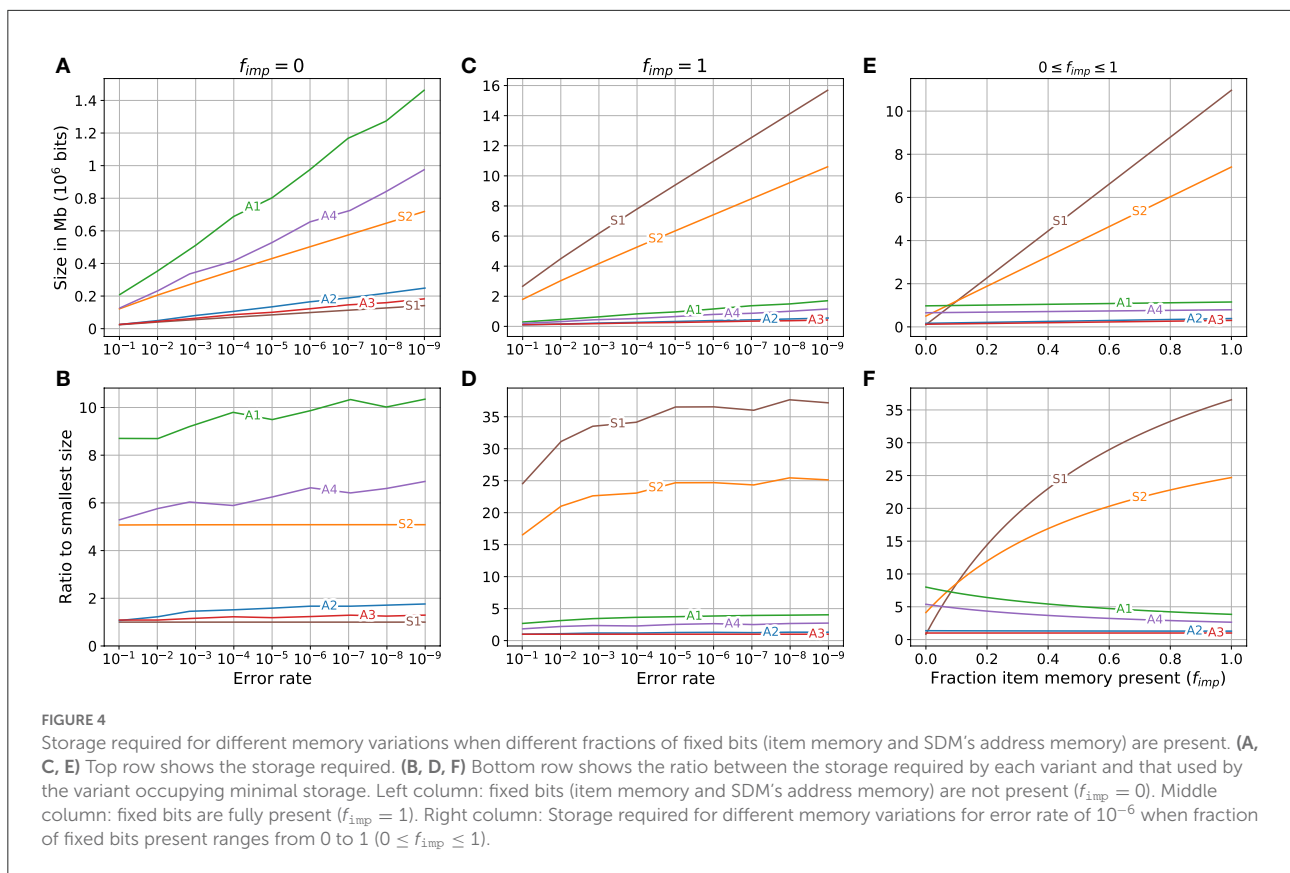 A
f_imp = 0
Size in Mb (10⁶ bits)
1.4
1.2
1
0.8
0.6
0.4
0.2
0
A1
A4
S2
A2
A3
S1
10⁻¹ 10⁻² 10⁻³ 10⁻⁴ 10⁻⁵ 10⁻⁶ 10⁻⁷ 10⁻⁸ 10⁻⁹
C
f_imp = 1
16
14
12
10
8
6
4
2
0
S1
S2
A1
A4
A2
A3
10⁻¹ 10⁻² 10⁻³ 10⁻⁴ 10⁻⁵ 10⁻⁶ 10⁻⁷ 10⁻⁸ 10⁻⁹
E
0 ≤ f_imp ≤ 1
10
8
6
4
2
0
S1
S2
A1
A4
A2
A3
0.0 0.2 0.4 0.6 0.8 1.0
B
Ratio to smallest size
10
8
6
4
2
0
A1
A4
S2
A2
A3
S1
10⁻¹ 10⁻² 10⁻³ 10⁻⁴ 10⁻⁵ 10⁻⁶ 10⁻⁷ 10⁻⁸ 10⁻⁹
Error rate
D
35
30
25
20
15
10
5
0
S1
S2
A1
A4
A2
A3
10⁻¹ 10⁻² 10⁻³ 10⁻⁴ 10⁻⁵ 10⁻⁶ 10⁻⁷ 10⁻⁸ 10⁻⁹
Error rate
F
35
30
25
20
15
10
5
0
S1
S2
A1
A4
A2
A3
0.0 0.2 0.4 0.6 0.8 1.0
Fraction item memory present (f_imp)
FIGURE 4
Storage required for different memory variations when different fractions of fixed bits (item memory and SDM's address memory) are present. (A,
C, E) Top row shows the storage required. (B, D, F) Bottom row shows the ratio between the storage required by each variant and that used by
the variant occupying minimal storage. Left column: fixed bits (item memory and SDM's address memory) are not present (f_imp = 0). Middle
column: fixed bits are fully present (f_imp = 1). Right column: Storage required for different memory variations for error rate of 10⁻⁶ when fraction
of fixed bits present ranges from 0 to 1 (0 ≤ f_imp ≤ 1).